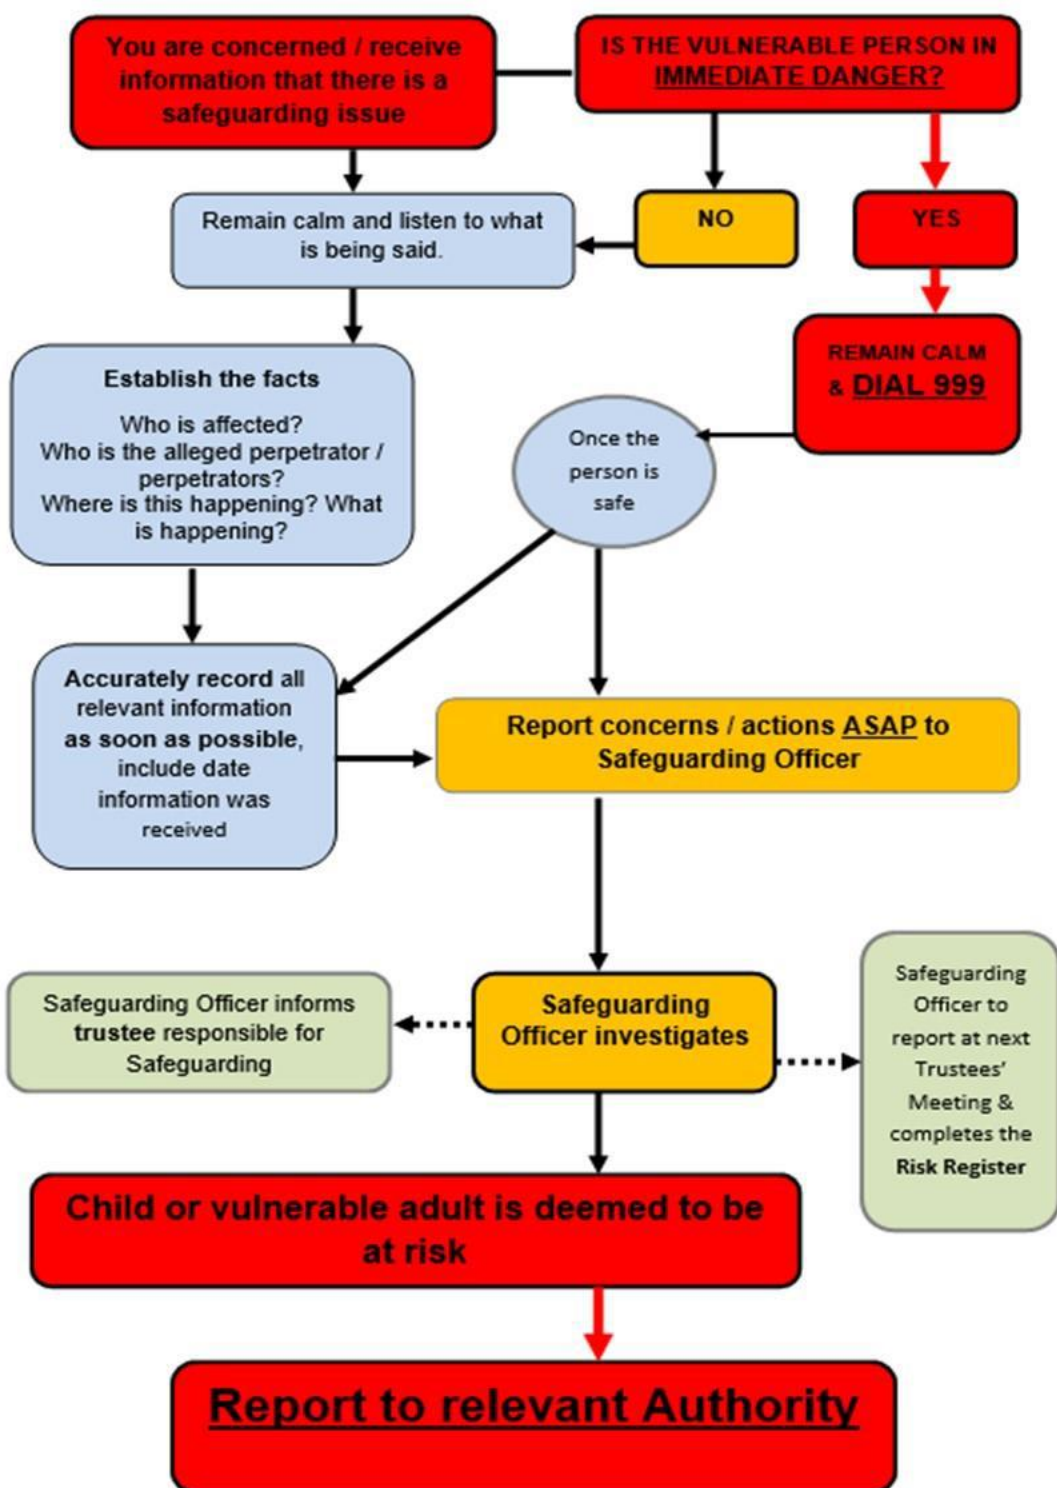 You are concerned / receive
information that there is a
safeguarding issue
IS THE VULNERABLE PERSON IN
IMMEDIATE DANGER?
Remain calm and listen to what
is being said.
NO
YES
REMAIN CALM
& DIAL 999
Establish the facts
Who is affected?
Who is the alleged perpetrator /
perpetrators?
Where is this happening? What
is happening?
Once the
person is
safe
Accurately record all
relevant information
as soon as possible,
include date
information was
received
Report concerns / actions ASAP to
Safeguarding Officer
Safeguarding Officer informs
trustee responsible for
Safeguarding
Safeguarding
Officer investigates
Safeguarding
Officer to
report at next
Trustees’
Meeting &
completes the
Risk Register
Child or vulnerable adult is deemed to be
at risk
Report to relevant Authority